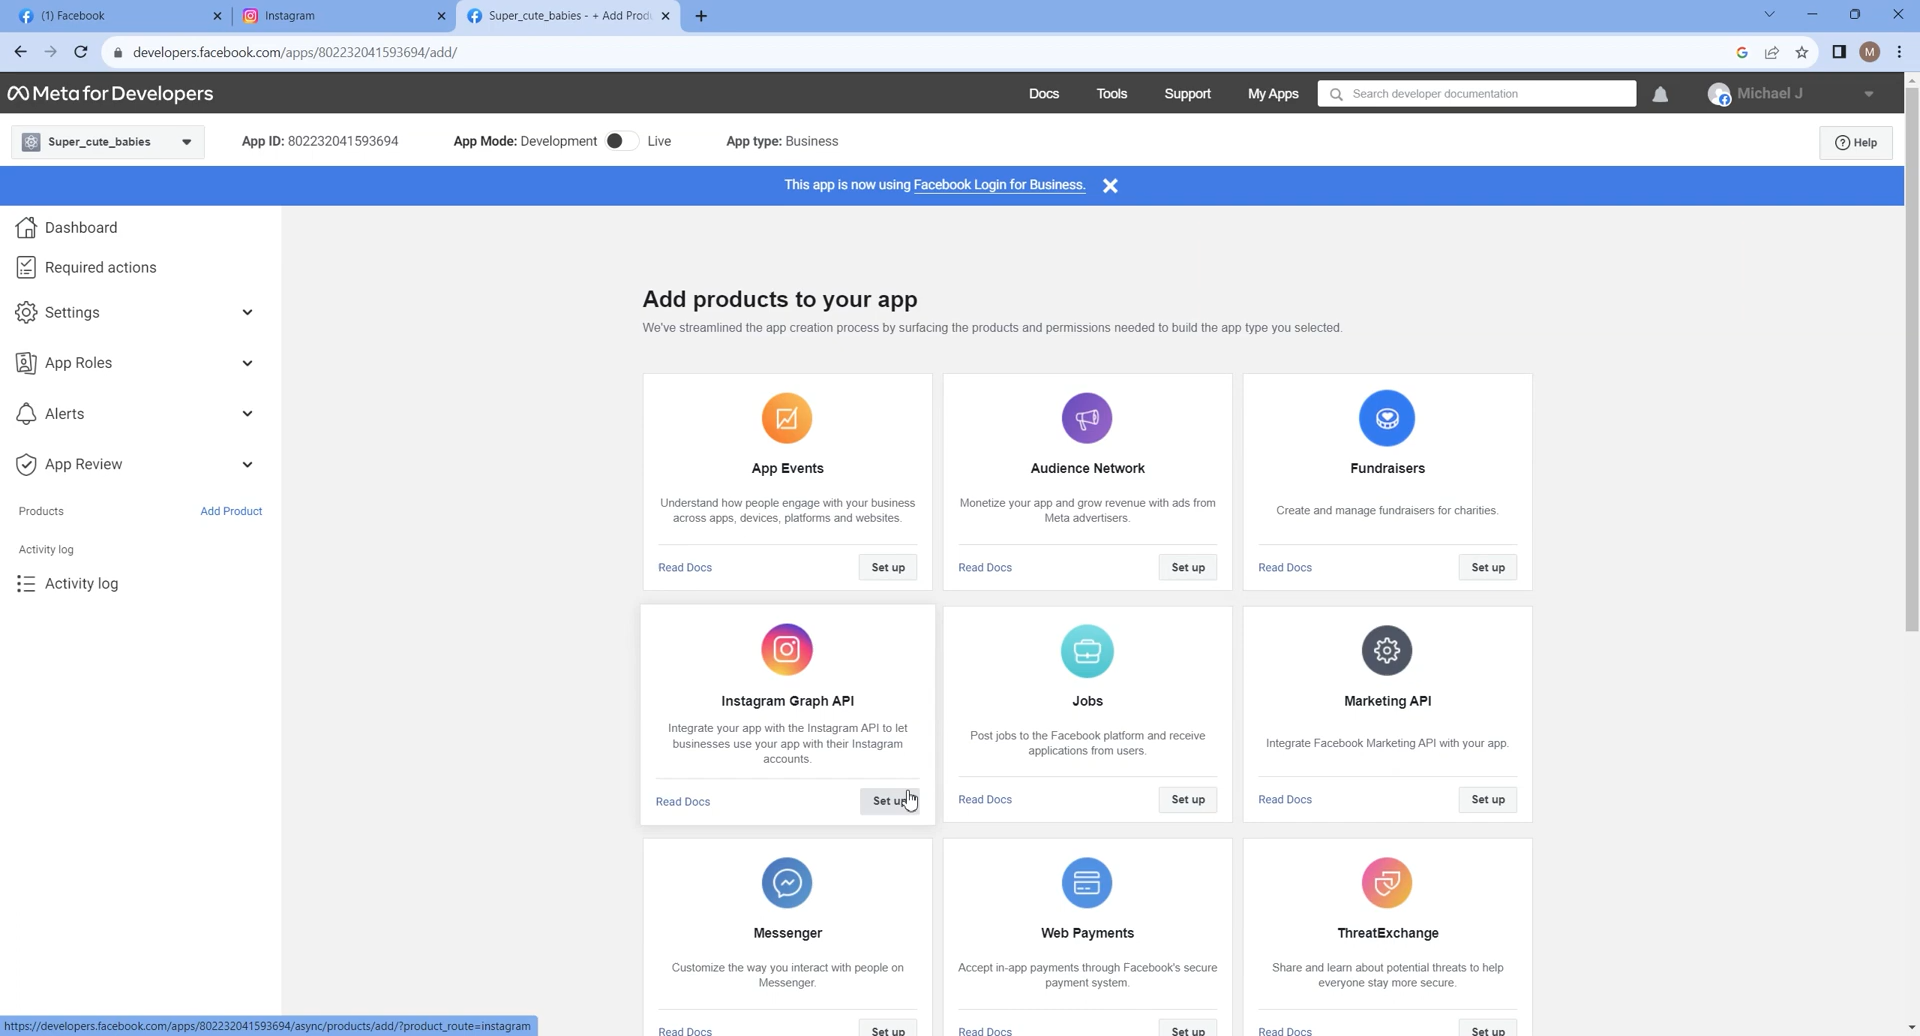 (1) Facebook
Instagram
Super_cute_babies - + Add Produ
developers.facebook.com/apps/802232041593694/add/
M
Meta for Developers
Docs
Tools
Support
My Apps
Search developer documentation
Michael J
Super_cute_babies
App ID: 802232041593694
App Mode: Development
Live
App type: Business
Help
This app is now using Facebook Login for Business.
Dashboard
Required actions
Settings
App Roles
Alerts
App Review
Products
Add Product
Activity log
Activity log
Add products to your app
We've streamlined the app creation process by surfacing the products and permissions needed to build the app type you selected.
App Events
Understand how people engage with your business
across apps, devices, platforms and websites.
Read Docs
Set up
Audience Network
Monetize your app and grow revenue with ads from
Meta advertisers.
Read Docs
Set up
Fundraisers
Create and manage fundraisers for charities.
Read Docs
Set up
Instagram Graph API
Integrate your app with the Instagram API to let
businesses use your app with their Instagram
accounts.
Read Docs
Set up
Jobs
Post jobs to the Facebook platform and receive
applications from users.
Read Docs
Set up
Marketing API
Integrate Facebook Marketing API with your app.
Read Docs
Set up
Messenger
Customize the way you interact with people on
Messenger.
Read Docs
Set up
Web Payments
Accept in-app payments through Facebook's secure
payment system.
Read Docs
Set up
ThreatExchange
Share and learn about potential threats to help
everyone stay more secure.
Read Docs
Set up
https://developers.facebook.com/apps/802232041593694/async/products/add/?product_route=instagram